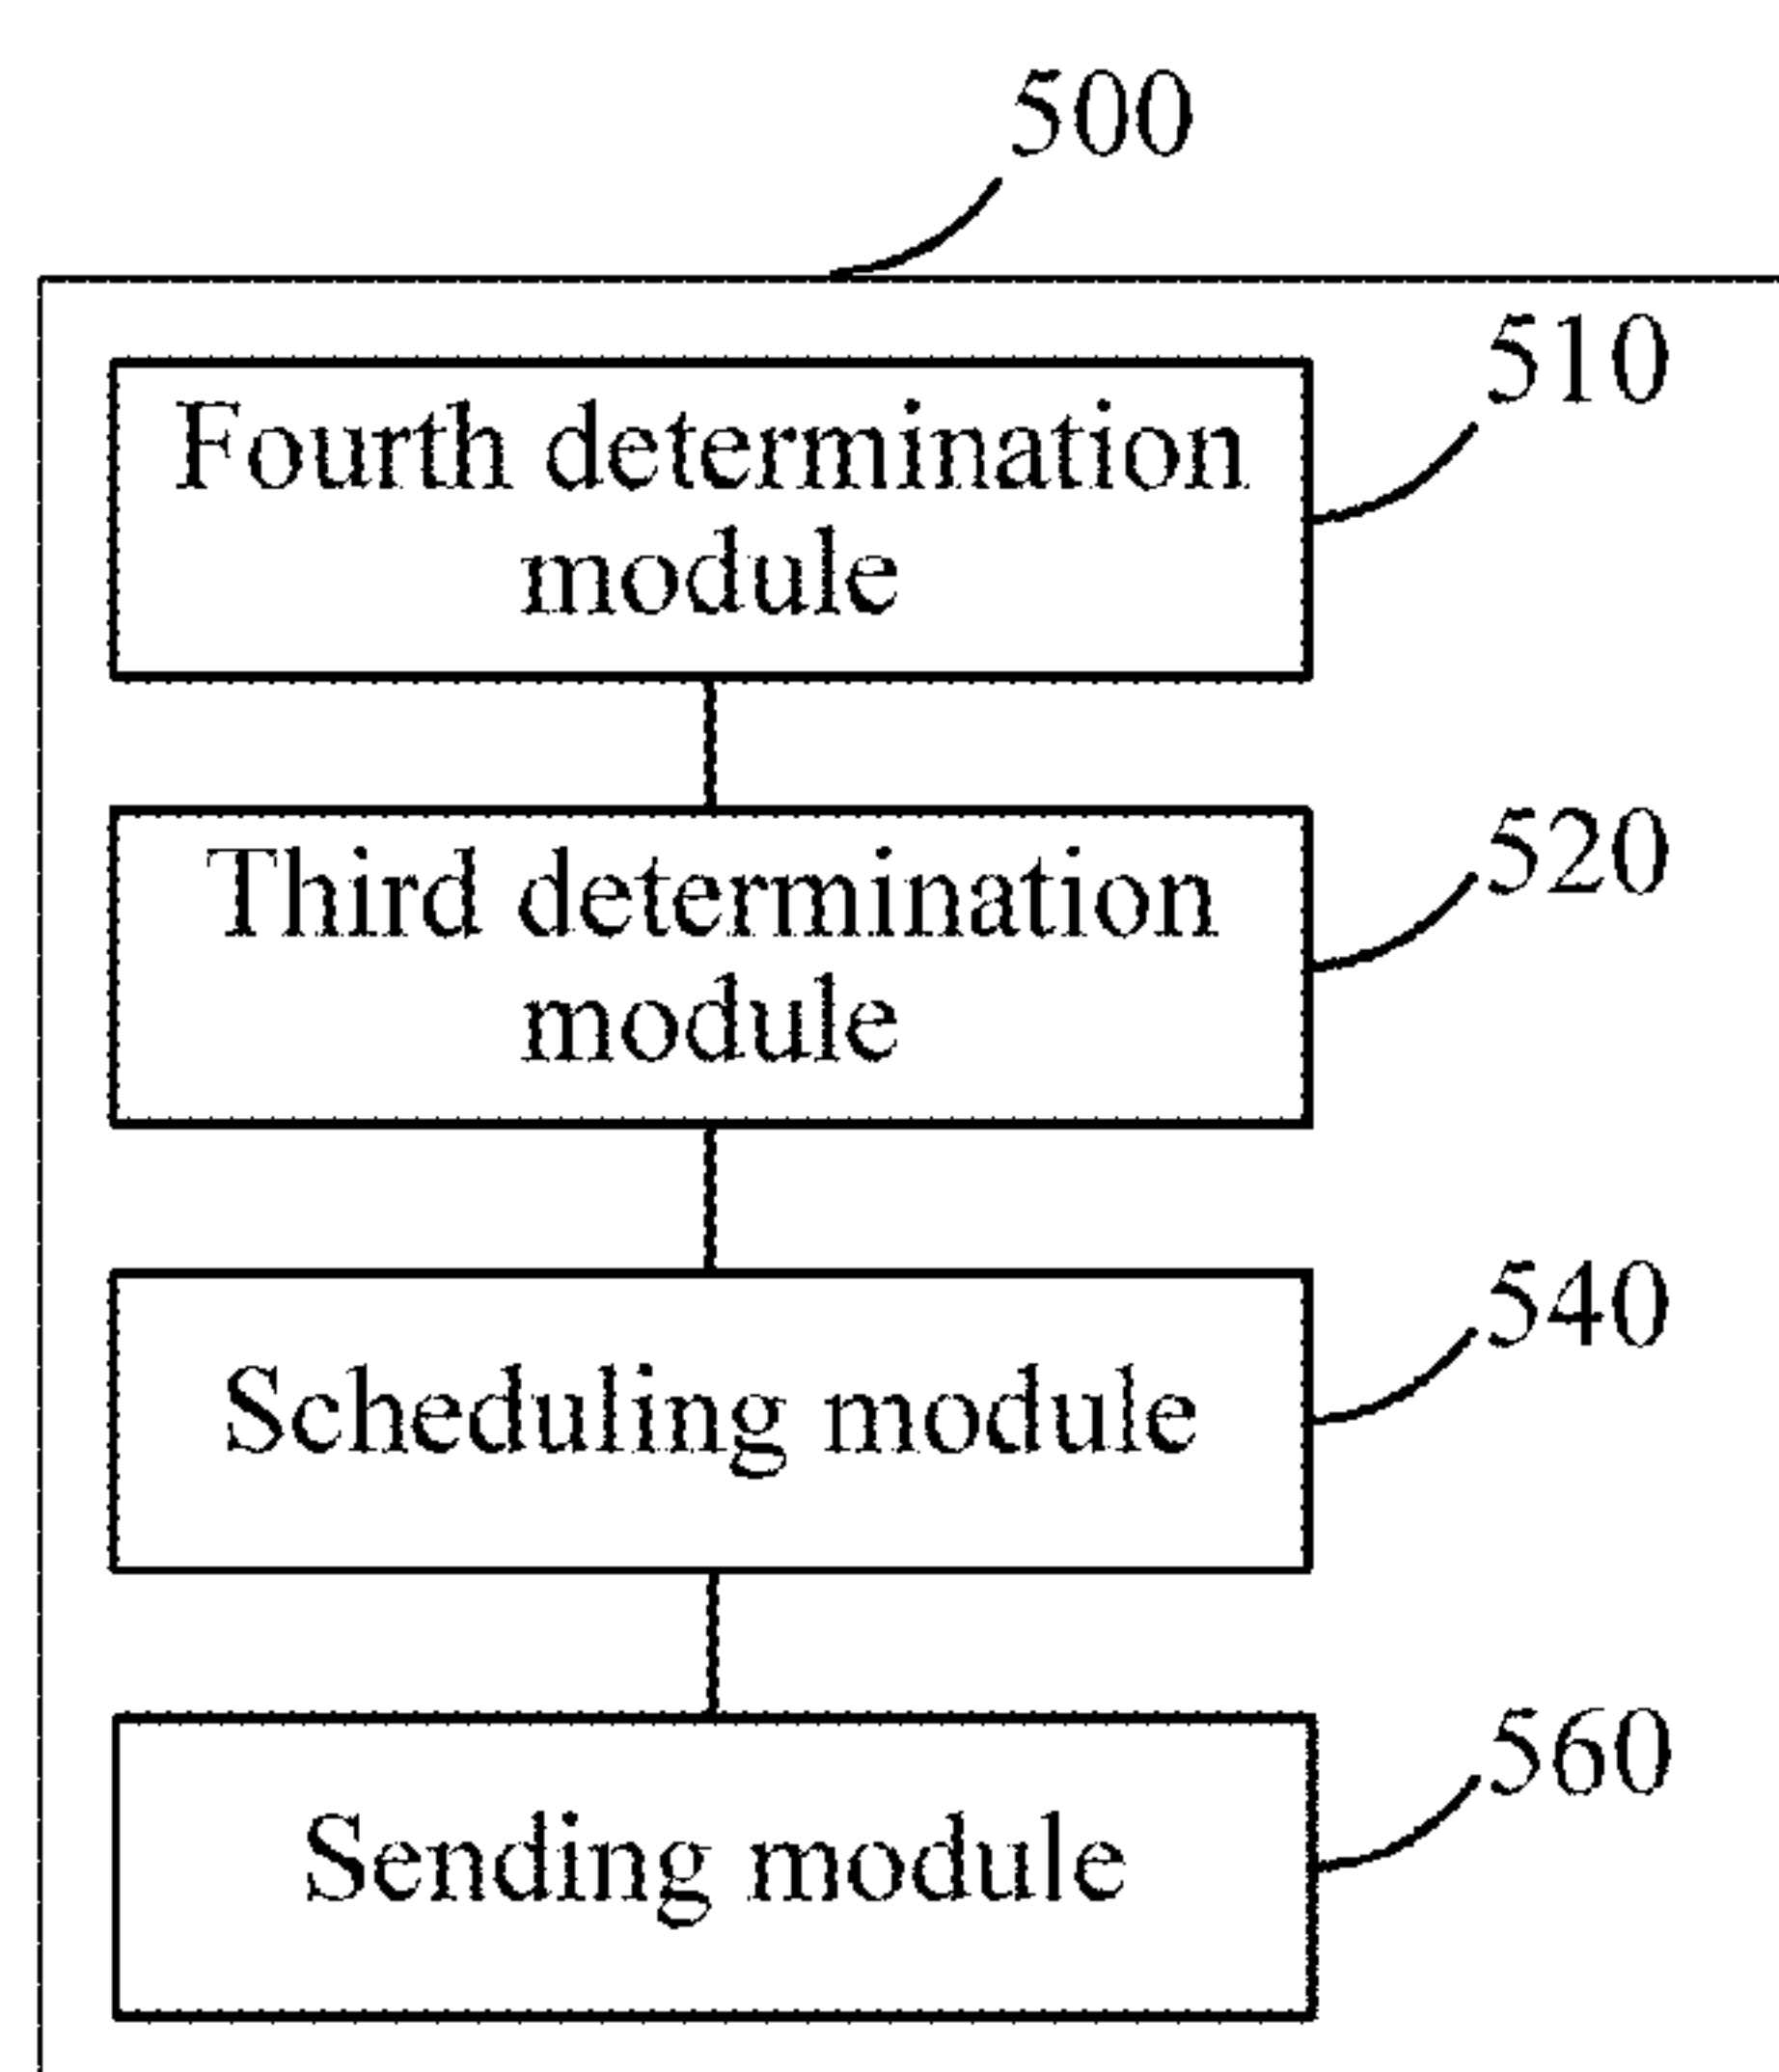 500
510
Fourth determination
module
520
Third determination
module
540
Scheduling module
560
Sending module